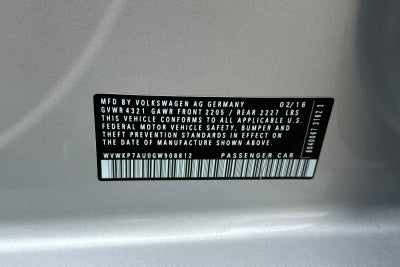 MFD BY VOLKSWAGEN AG GERMANY 02/16
GVWR 4321 GAWR FRONT 2205 / REAR 2227 LBS
THIS VEHICLE CONFORMS TO ALL APPLICABLE U.S.
FEDERAL MOTOR VEHICLE SAFETY, BUMPER AND
THEFT PREVENTION STANDARDS IN EFFECT ON
THE DATE OF MANUFACTURE SHOWN ABOVE.
WVWKP7AU0GW908812 PASSENGER CAR